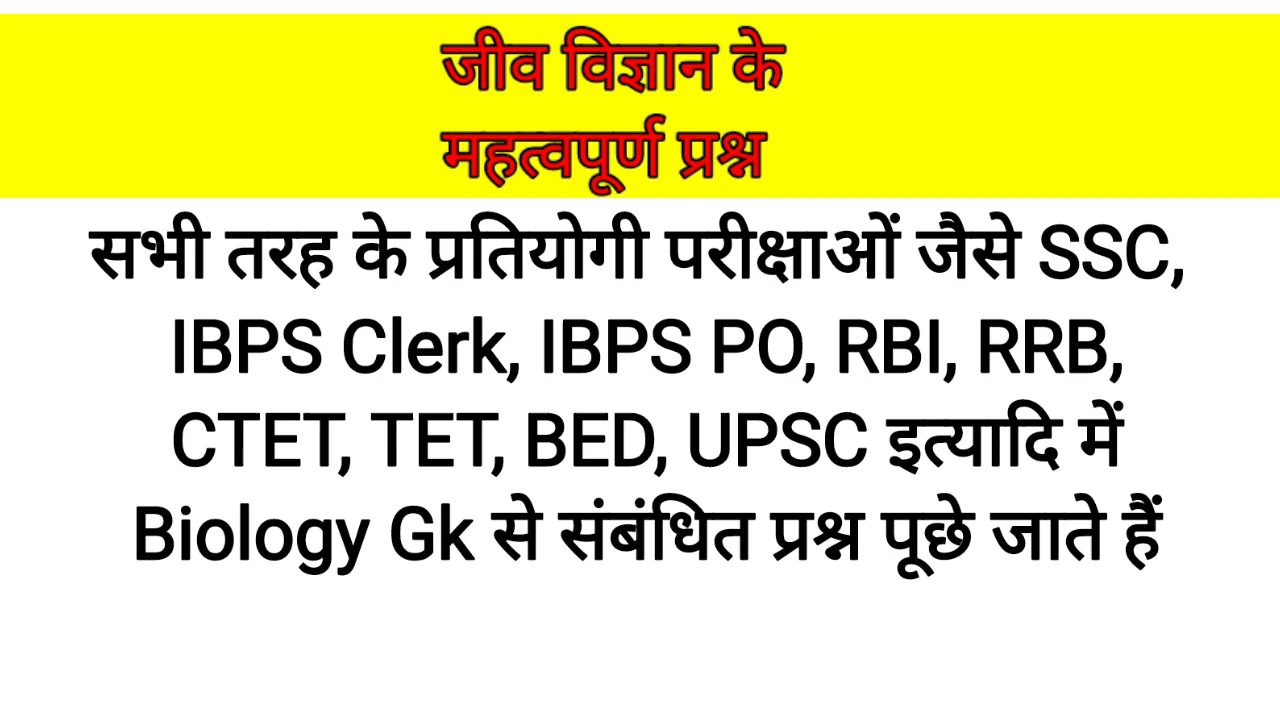 जीव विज्ञान के
महत्वपूर्ण प्रश्न
सभी तरह के प्रतियोगी परीक्षाओं जैसे SSC,
IBPS Clerk, IBPS PO, RBI, RRB,
CTET, TET, BED, UPSC इत्यादि में
Biology Gk से संबंधित प्रश्न पूछे जाते हैं